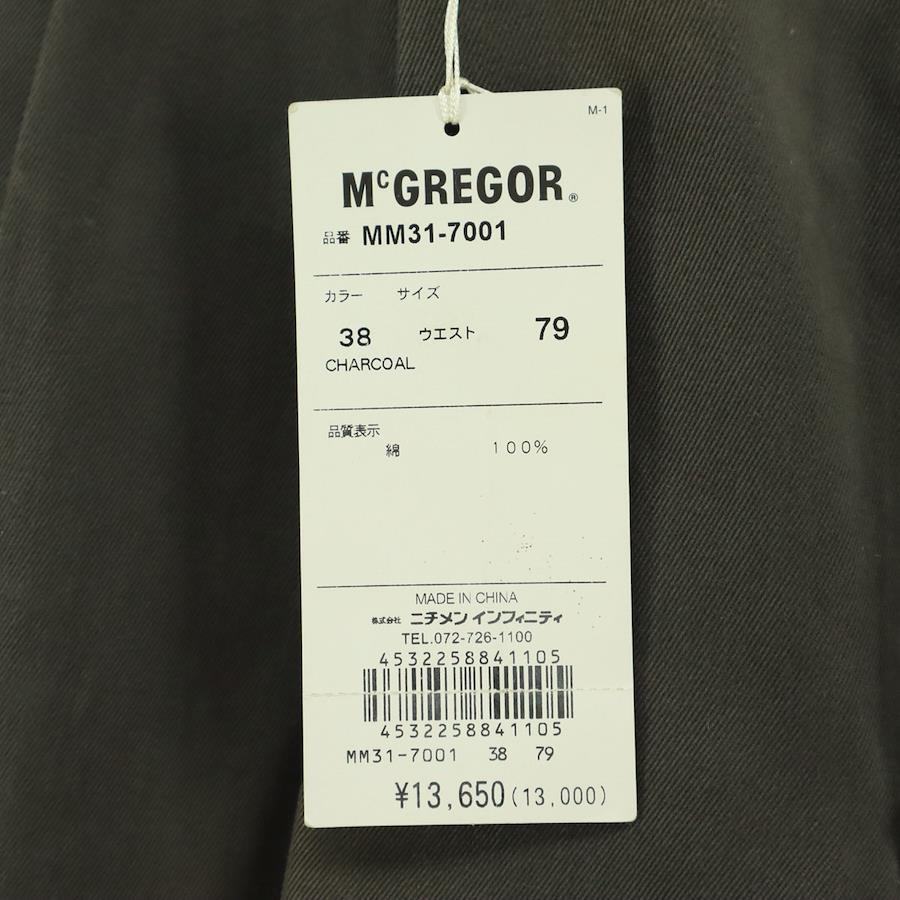 M-1
McGREGOR®
品番 MM31-7001
カラー サイズ
38 ウエスト 79
CHARCOAL
品質表示
綿 100%
MADE IN CHINA
株式会社 ニチメン インフィニティ
TEL.072-726-1100
4532258841105
4532258841105
MM31-7001 38 79
¥13,650(13,000)